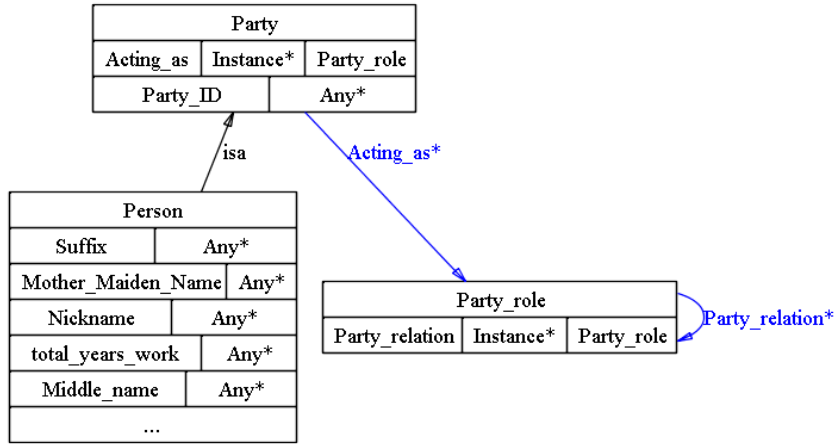 Party
Acting_as Instance* Party_role
Party_ID Any*
isa
Acting_as*
Person
Suffix Any*
Mother_Maiden_Name Any*
Nickname Any*
total_years_work Any*
Middle_name Any*
...
Party_role
Party_relation Instance* Party_role
Party_relation*